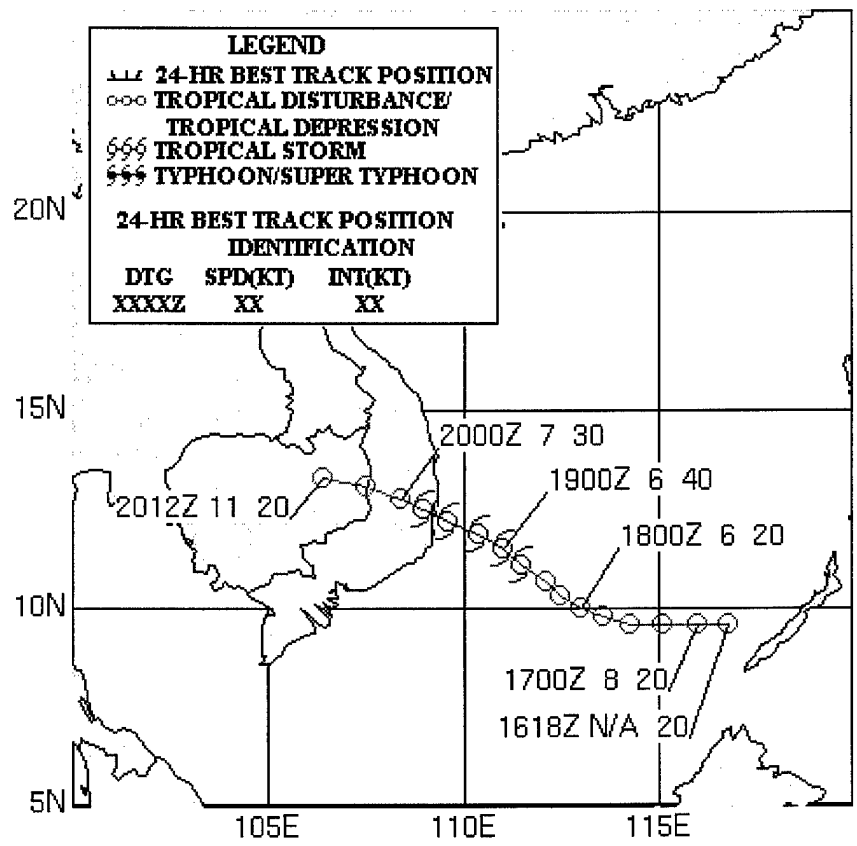 LEGEND
24-HR BEST TRACK POSITION
TROPICAL DISTURBANCE/
TROPICAL DEPRESSION
TROPICAL STORM
TYPHOON/SUPER TYPHOON
24-HR BEST TRACK POSITION
IDENTIFICATION
DTG SPD(KT) INT(KT)
XXXXZ XX XX
20N
15N
2000Z 7 30
1900Z 6 40
2012Z 11 20
1800Z 6 20
10N
1700Z 8 20
1618Z N/A 20
5N
105E 110E 115E